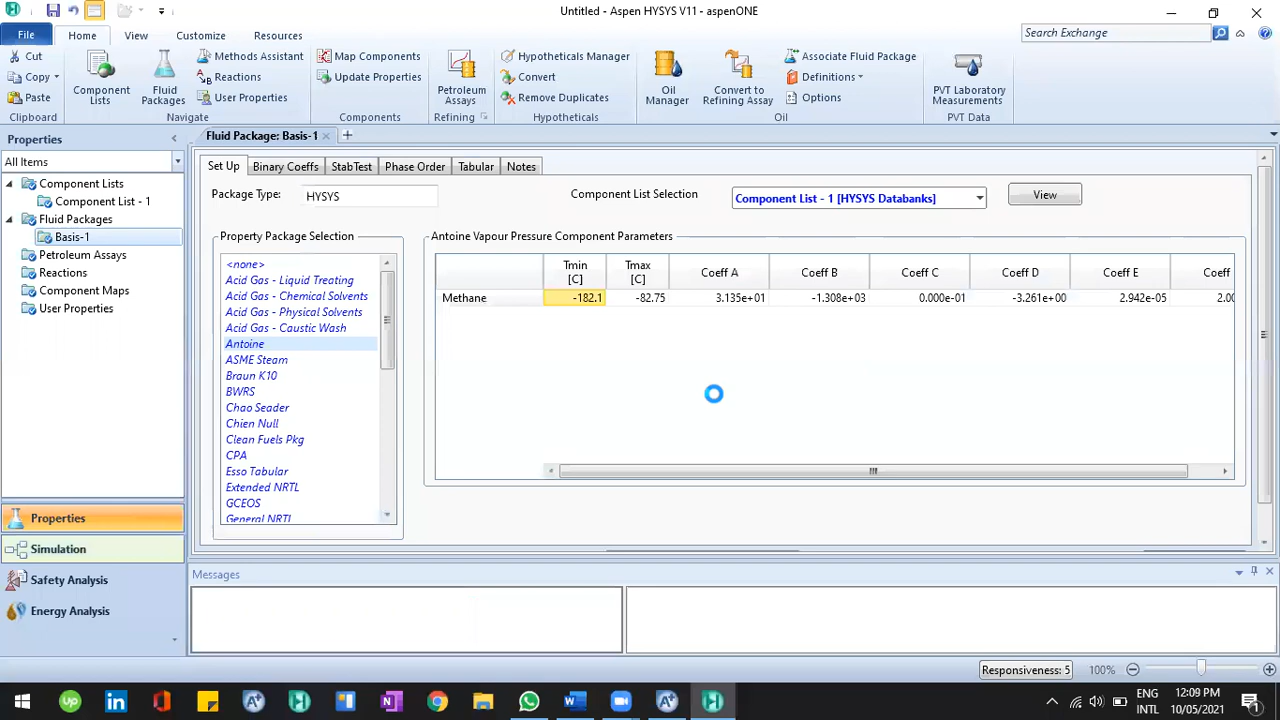 Untitled - Aspen HYSYS V11 - aspenONE
File Home View Customize Resources Search Exchange
Cut
Copy
Paste
Clipboard
Component Lists
Fluid Packages
Methods Assistant
Reactions
User Properties
Navigate
Map Components
Update Properties
Components
Petroleum Assays
Refining
Hypotheticals Manager
Convert
Remove Duplicates
Hypotheticals
Oil Manager
Convert to Refining Assay
Associate Fluid Package
Definitions
Options
Oil
PVT Laboratory Measurements
PVT Data
Properties
All Items
Component Lists
Component List - 1
Fluid Packages
Basis-1
Petroleum Assays
Reactions
Component Maps
User Properties
Properties
Simulation
Safety Analysis
Energy Analysis
Fluid Package: Basis-1
Set Up Binary Coeffs StabTest Phase Order Tabular Notes
Package Type: HYSYS Component List Selection Component List - 1 [HYSYS Databanks] View
Property Package Selection
<none>
Acid Gas - Liquid Treating
Acid Gas - Chemical Solvents
Acid Gas - Physical Solvents
Acid Gas - Caustic Wash
Antoine
ASME Steam
Braun K10
BWRS
Chao Seader
Chien Null
Clean Fuels Pkg
CPA
Esso Tabular
Extended NRTL
GCEOS
General NRTL
Antoine Vapour Pressure Component Parameters
Tmin [C] Tmax [C] Coeff A Coeff B Coeff C Coeff D Coeff E Coeff
Methane -182.1 -82.75 3.135e+01 -1.308e+03 0.000e-01 -3.261e+00 2.942e-05 2.00
Messages
Responsiveness: 5 100%
ENG INTL
12:09 PM
10/05/2021